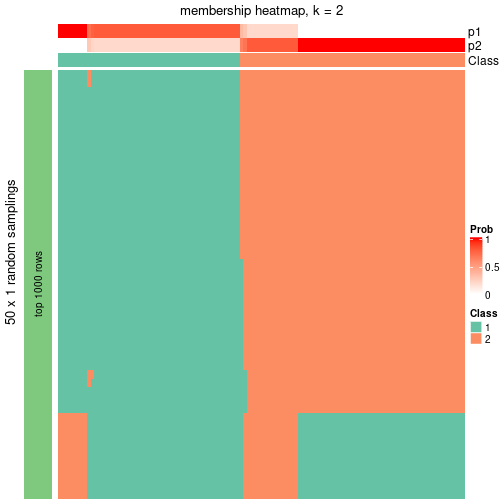 membership heatmap, k = 2
p1
p2
Class
50 x 1 random samplings
top 1000 rows
Prob
1
0.5
0
Class
1
2